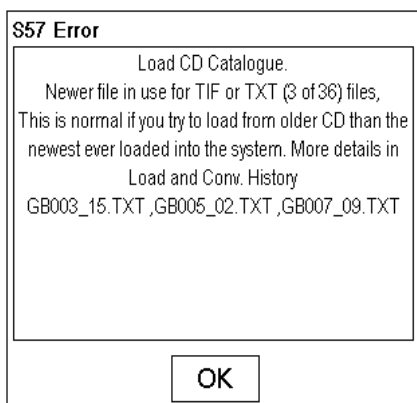 S57 Error
Load CD Catalogue.
Newer file in use for TIF or TXT (3 of 36) files,
This is normal if you try to load from older CD than the
newest ever loaded into the system. More details in
Load and Conv. History
GB003_15.TXT ,GB005_02.TXT ,GB007_09.TXT
OK